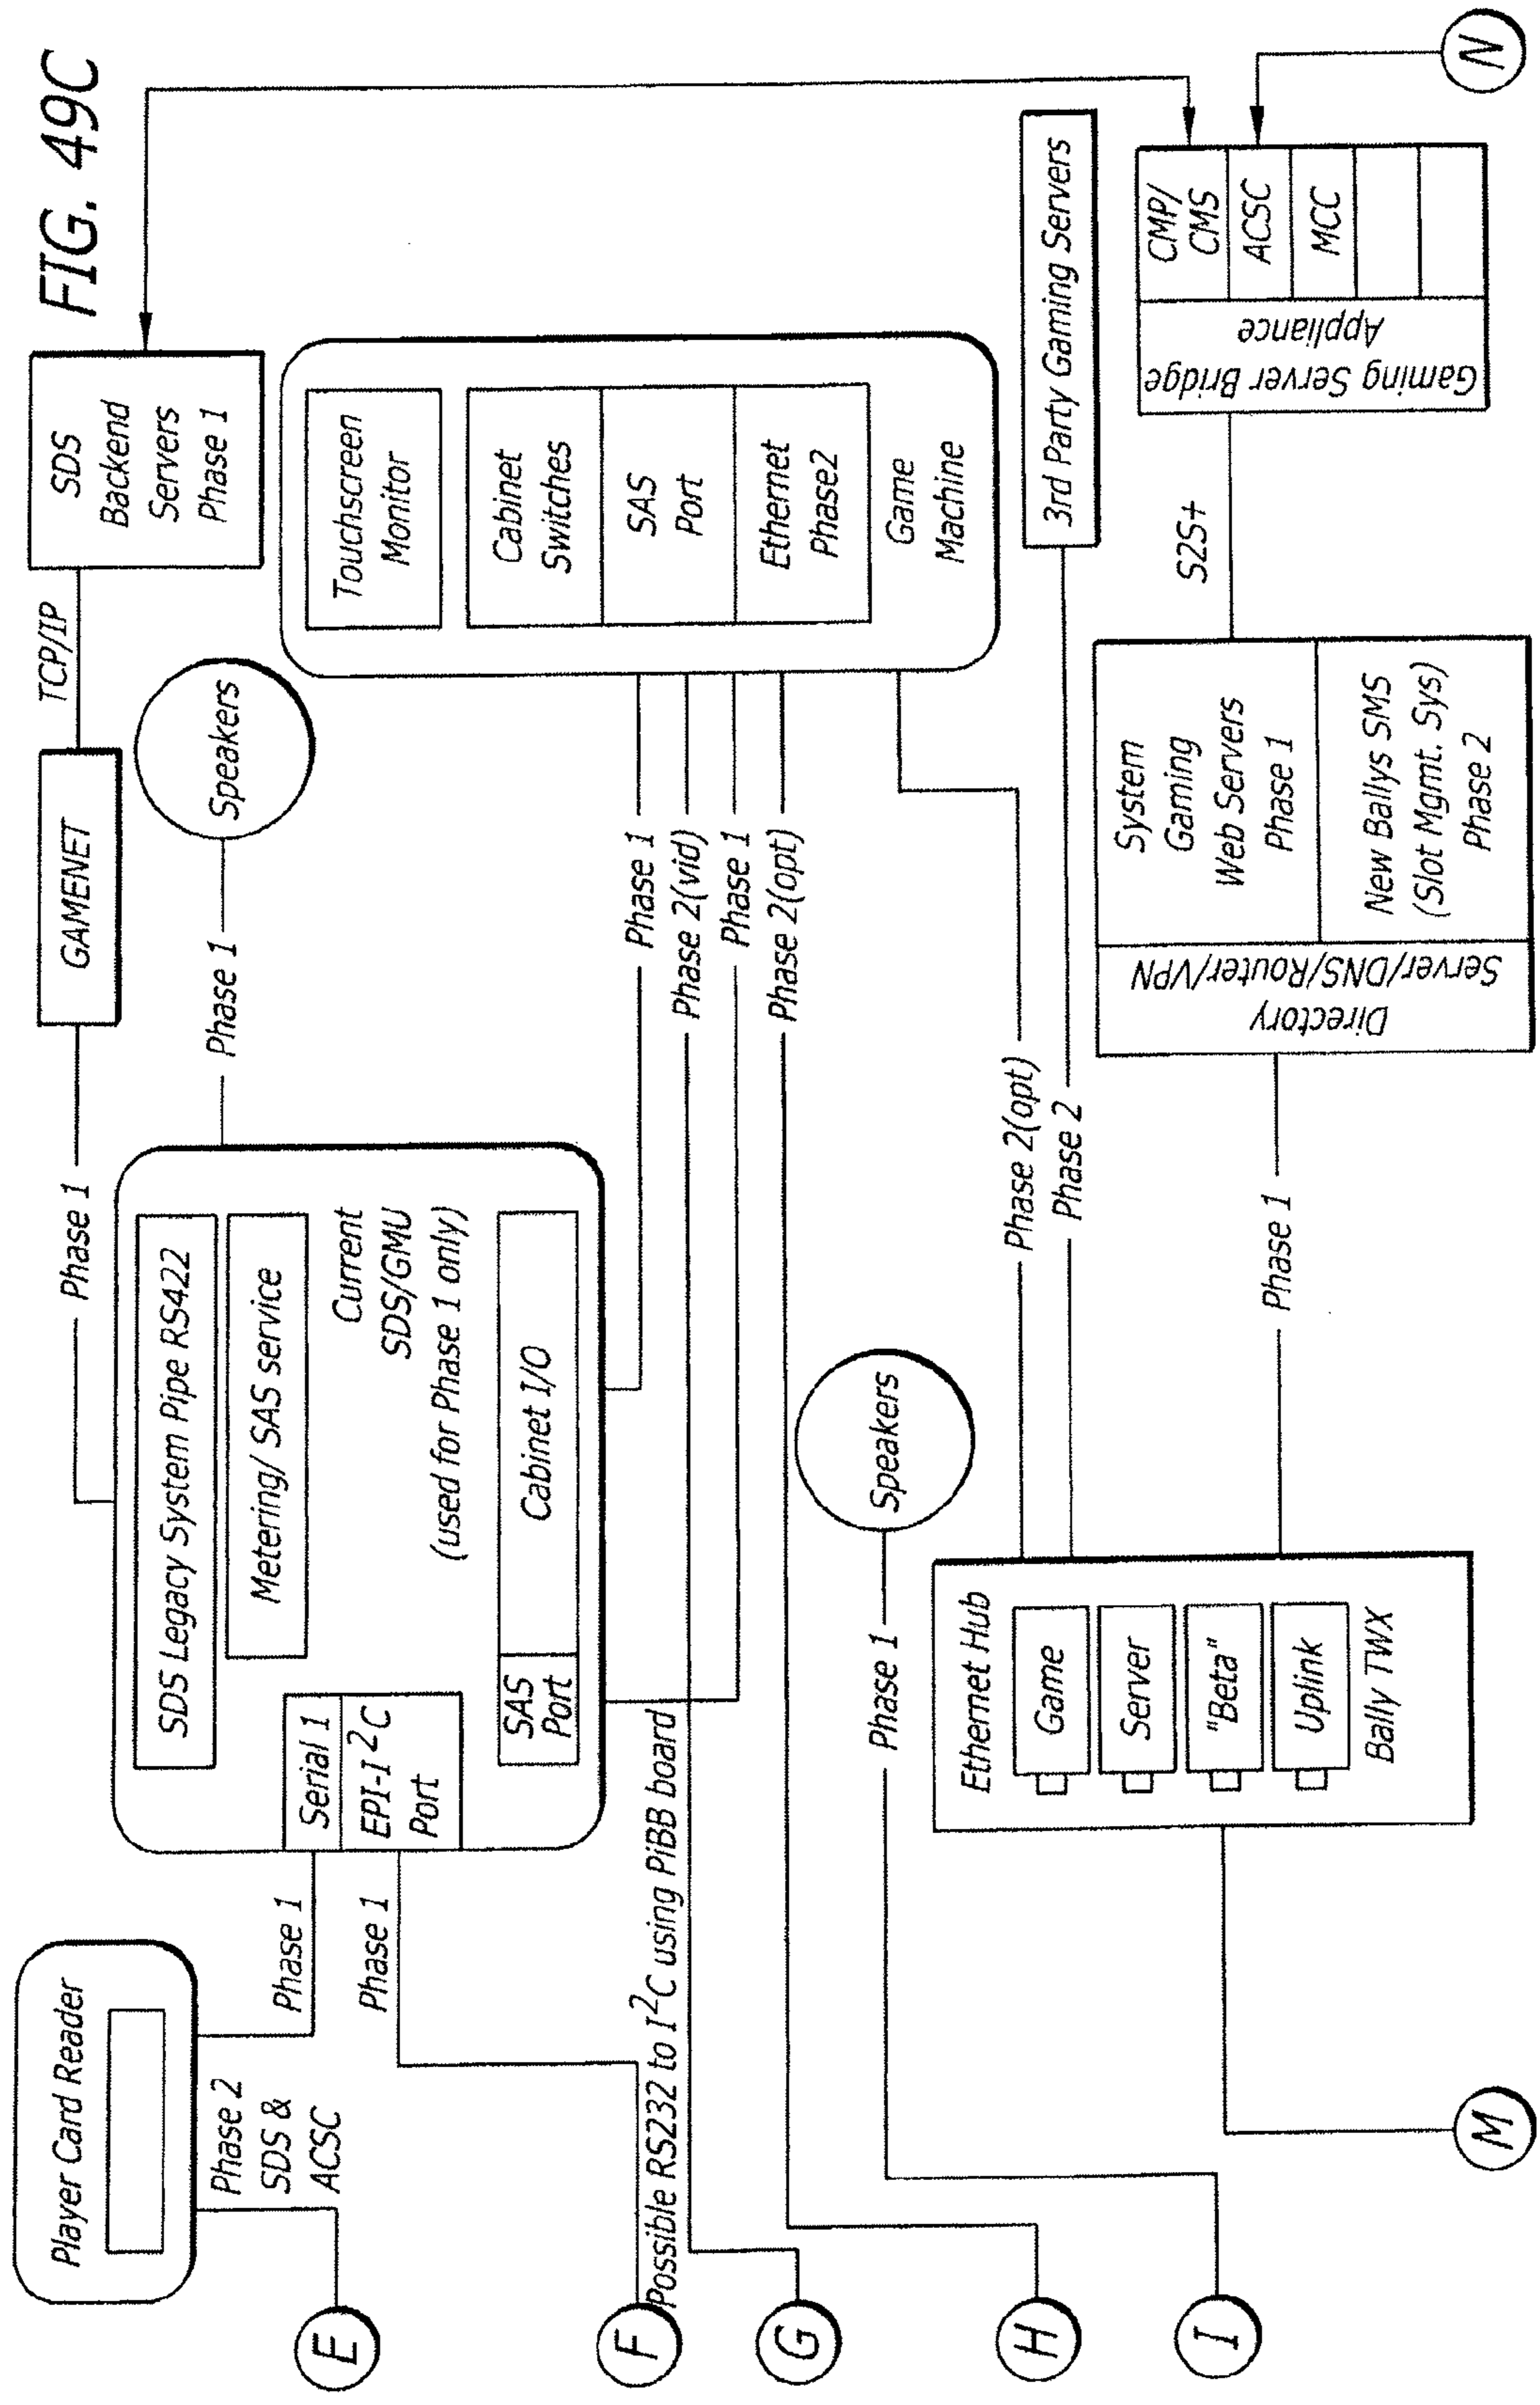 FIG. 49C
Player Card Reader
Phase 2
SDS &
ACSC
Phase 1
Phase 1
SDS Legacy System Pipe RS422
Metering/ SAS service
Serial 1
EPI-I²C
Port
Current
SDS/GMU
(used for Phase 1 only)
SAS
Port
Cabinet I/O
Phase 1
GAMENET
TCP/IP
SDS
Backend
Servers
Phase 1
Phase 1
Speakers
Touchscreen
Monitor
Cabinet
Switches
SAS
Port
Ethernet
Phase2
Game
Machine
Phase 1
Phase 2(vid)
Phase 1
Phase 2(opt)
Possible RS232 to I²C using PiBB board
E
F
G
H
I
Phase 1
Speakers
Phase 2(opt)
Phase 2
3rd Party Gaming Servers
Ethernet Hub
Game
Server
"Beta"
Uplink
Bally TWX
Phase 1
Directory
Server/DNS/Router/VPN
System
Gaming
Web Servers
Phase 1
New Ballys SMS
(Slot Mgmt. Sys)
Phase 2
S2S+
Gaming Server Bridge
Appliance
CMP/
CMS
ACSC
MCC
M
N